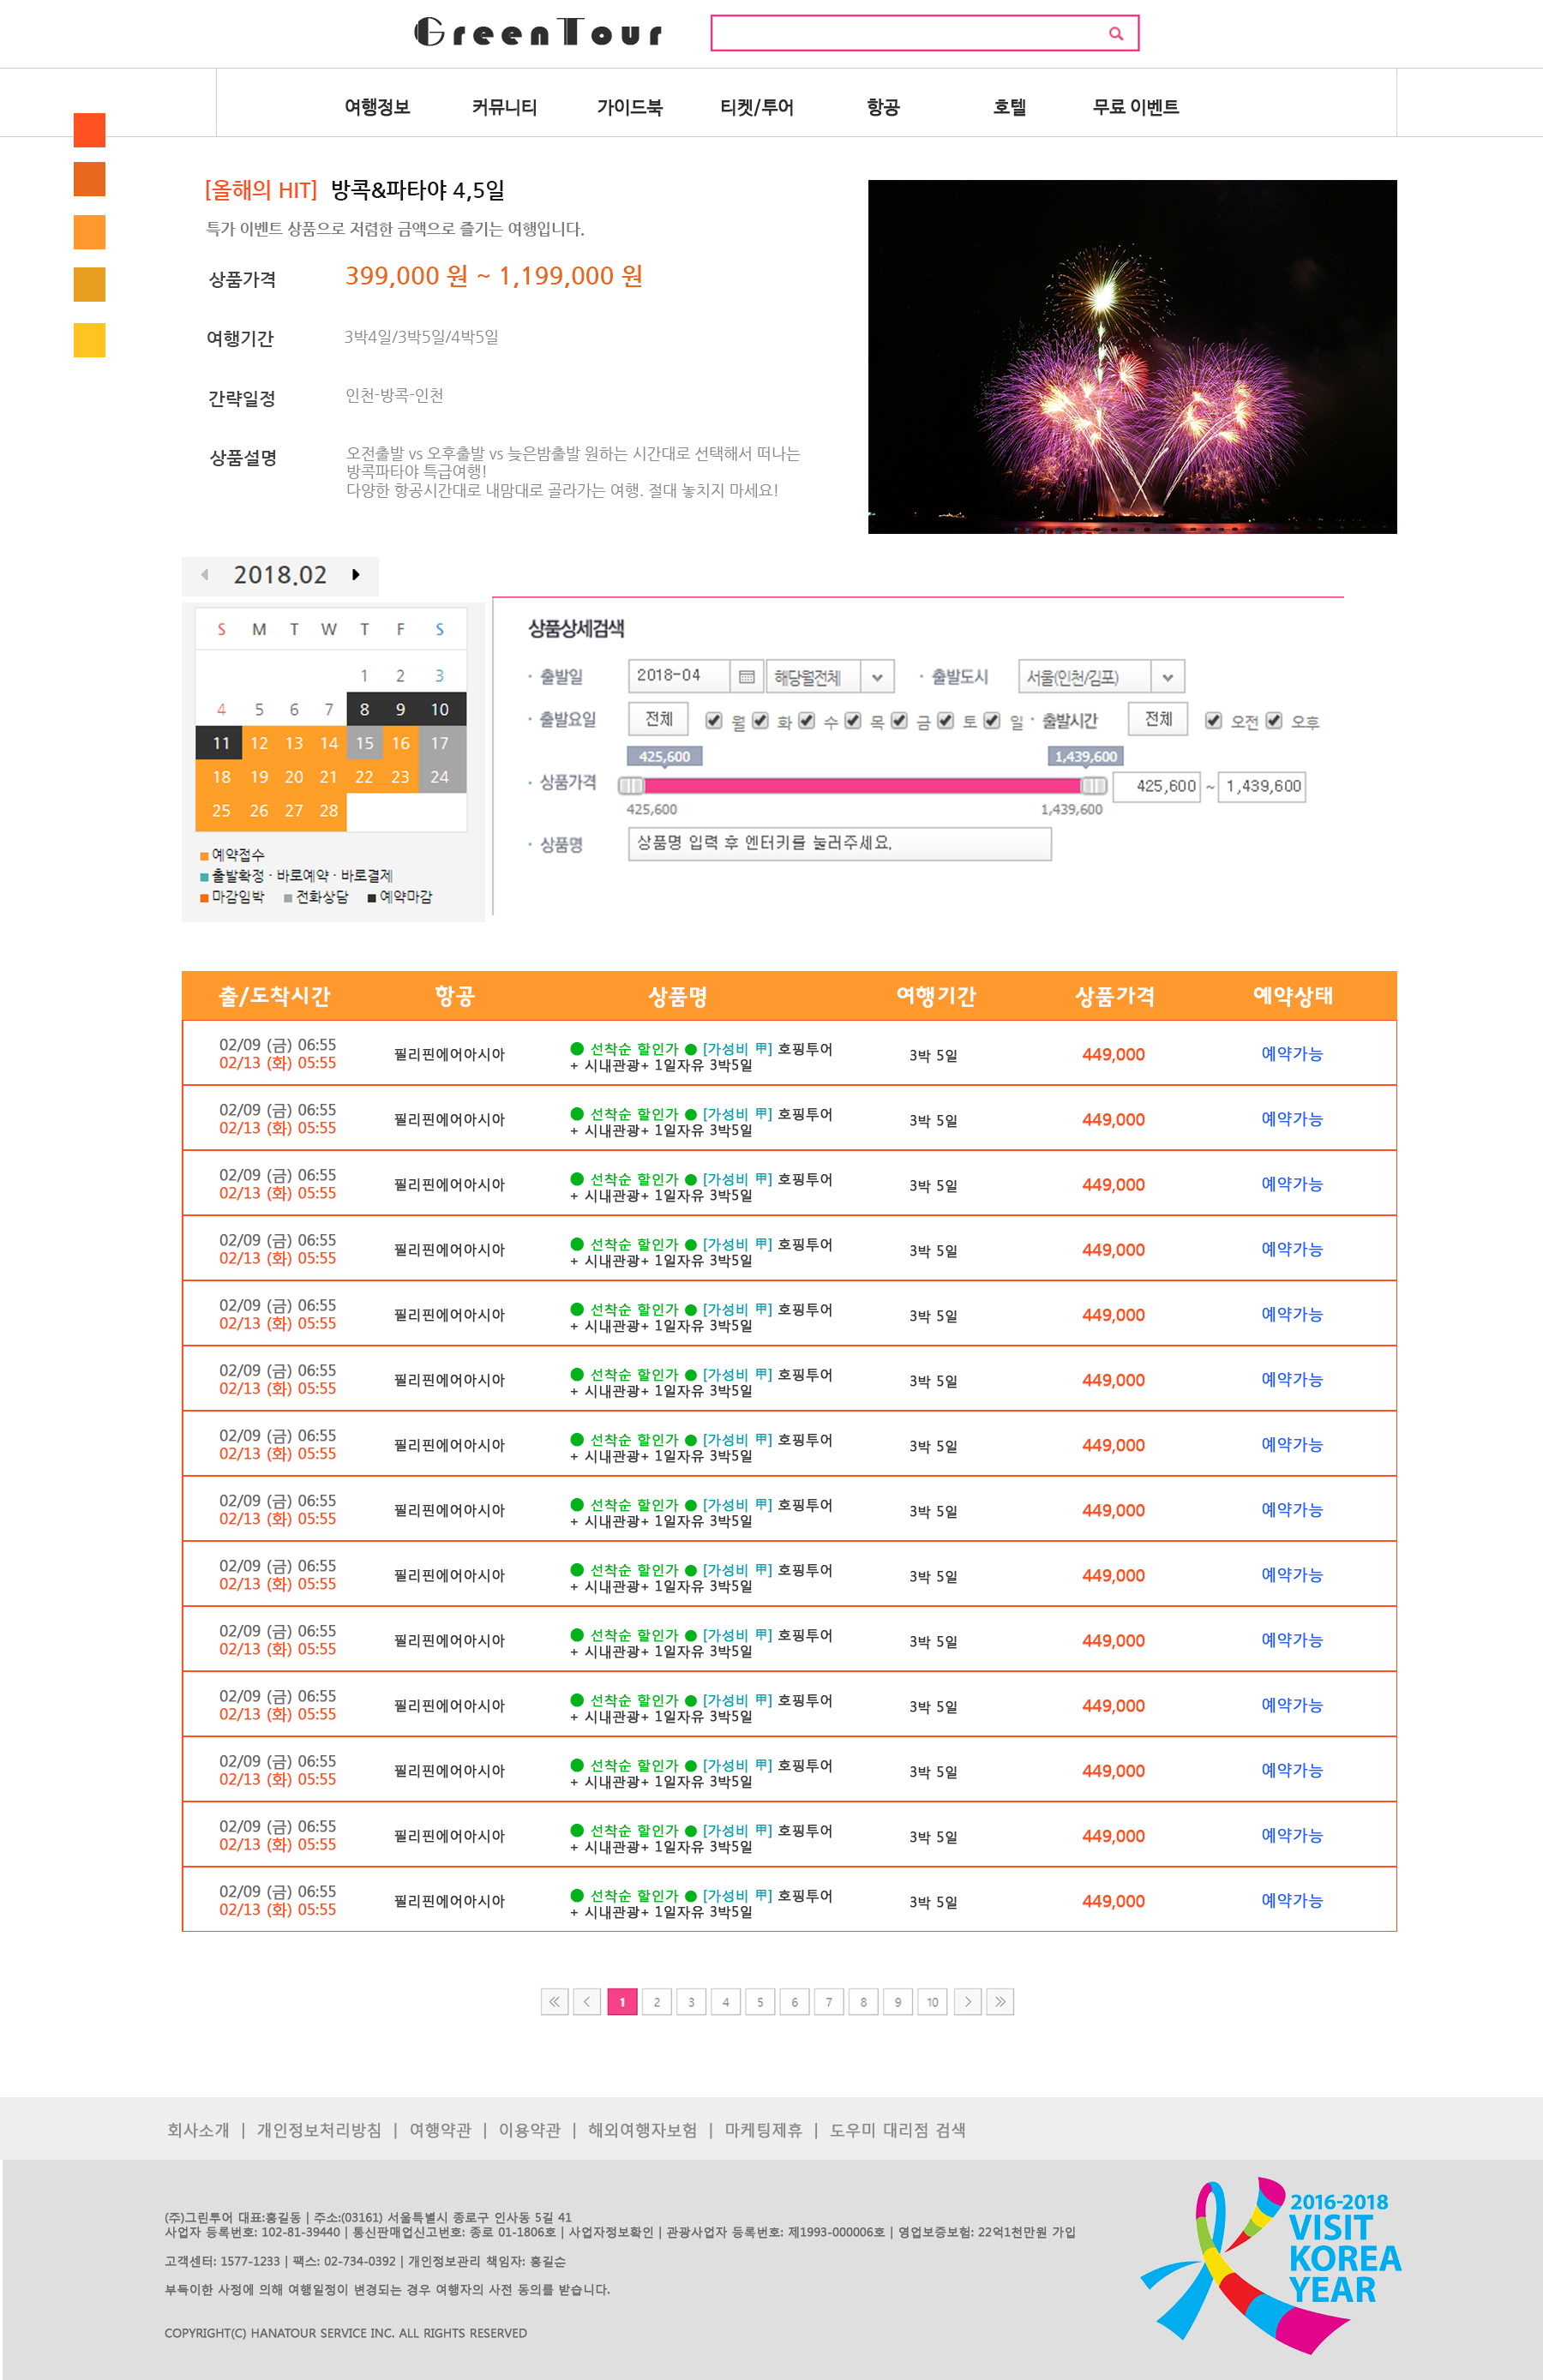 GreenTour
여행정보 커뮤니티 가이드북 티켓/투어 항공 호텔 무료 이벤트
[올해의 HIT] 방콕&파타야 4,5일
특가 이벤트 상품으로 저렴한 금액으로 즐기는 여행입니다.
상품가격 399,000 원 ~ 1,199,000 원
여행기간 3박4일/3박5일/4박5일
간략일정 인천-방콕-인천
상품설명 오전출발 vs 오후출발 vs 늦은밤출발 원하는 시간대로 선택해서 떠나는
방콕파타야 특급여행!
다양한 항공시간대로 내맘대로 골라가는 여행. 절대 놓치지 마세요!
2018.02
S M T W T F S
1 2 3
4 5 6 7 8 9 10
11 12 13 14 15 16 17
18 19 20 21 22 23 24
25 26 27 28
예약접수
출발확정 · 바로예약 · 바로결제
마감임박 전화상담 예약마감
상품상세검색
· 출발일 2018-04 해당월전체 · 출발도시 서울(인천/김포)
· 출발요일 전체 월 화 수 목 금 토 일 · 출발시간 전체 오전 오후
425,600 1,439,600
· 상품가격 425,600 ~ 1,439,600
425,600 1,439,600
· 상품명 상품명 입력 후 엔터키를 눌러주세요.
출/도착시간 항공 상품명 여행기간 상품가격 예약상태
02/09 (금) 06:55 필리핀에어아시아 ● 선착순 할인가 ● [가성비 甲] 호핑투어 3박 5일 449,000 예약가능
02/13 (화) 05:55 + 시내관광+ 1일자유 3박5일
02/09 (금) 06:55 필리핀에어아시아 ● 선착순 할인가 ● [가성비 甲] 호핑투어 3박 5일 449,000 예약가능
02/13 (화) 05:55 + 시내관광+ 1일자유 3박5일
02/09 (금) 06:55 필리핀에어아시아 ● 선착순 할인가 ● [가성비 甲] 호핑투어 3박 5일 449,000 예약가능
02/13 (화) 05:55 + 시내관광+ 1일자유 3박5일
02/09 (금) 06:55 필리핀에어아시아 ● 선착순 할인가 ● [가성비 甲] 호핑투어 3박 5일 449,000 예약가능
02/13 (화) 05:55 + 시내관광+ 1일자유 3박5일
02/09 (금) 06:55 필리핀에어아시아 ● 선착순 할인가 ● [가성비 甲] 호핑투어 3박 5일 449,000 예약가능
02/13 (화) 05:55 + 시내관광+ 1일자유 3박5일
02/09 (금) 06:55 필리핀에어아시아 ● 선착순 할인가 ● [가성비 甲] 호핑투어 3박 5일 449,000 예약가능
02/13 (화) 05:55 + 시내관광+ 1일자유 3박5일
02/09 (금) 06:55 필리핀에어아시아 ● 선착순 할인가 ● [가성비 甲] 호핑투어 3박 5일 449,000 예약가능
02/13 (화) 05:55 + 시내관광+ 1일자유 3박5일
02/09 (금) 06:55 필리핀에어아시아 ● 선착순 할인가 ● [가성비 甲] 호핑투어 3박 5일 449,000 예약가능
02/13 (화) 05:55 + 시내관광+ 1일자유 3박5일
02/09 (금) 06:55 필리핀에어아시아 ● 선착순 할인가 ● [가성비 甲] 호핑투어 3박 5일 449,000 예약가능
02/13 (화) 05:55 + 시내관광+ 1일자유 3박5일
02/09 (금) 06:55 필리핀에어아시아 ● 선착순 할인가 ● [가성비 甲] 호핑투어 3박 5일 449,000 예약가능
02/13 (화) 05:55 + 시내관광+ 1일자유 3박5일
02/09 (금) 06:55 필리핀에어아시아 ● 선착순 할인가 ● [가성비 甲] 호핑투어 3박 5일 449,000 예약가능
02/13 (화) 05:55 + 시내관광+ 1일자유 3박5일
02/09 (금) 06:55 필리핀에어아시아 ● 선착순 할인가 ● [가성비 甲] 호핑투어 3박 5일 449,000 예약가능
02/13 (화) 05:55 + 시내관광+ 1일자유 3박5일
02/09 (금) 06:55 필리핀에어아시아 ● 선착순 할인가 ● [가성비 甲] 호핑투어 3박 5일 449,000 예약가능
02/13 (화) 05:55 + 시내관광+ 1일자유 3박5일
02/09 (금) 06:55 필리핀에어아시아 ● 선착순 할인가 ● [가성비 甲] 호핑투어 3박 5일 449,000 예약가능
02/13 (화) 05:55 + 시내관광+ 1일자유 3박5일
1 2 3 4 5 6 7 8 9 10
회사소개 | 개인정보처리방침 | 여행약관 | 이용약관 | 해외여행자보험 | 마케팅제휴 | 도우미 대리점 검색
(주)그린투어 대표:홍길동 | 주소:(03161) 서울특별시 종로구 인사동 5길 41
사업자 등록번호: 102-81-39440 | 통신판매업신고번호: 종로 01-1806호 | 사업자정보확인 | 관광사업자 등록번호: 제1993-000006호 | 영업보증보험: 22억1천만원 가입
고객센터: 1577-1233 | 팩스: 02-734-0392 | 개인정보관리 책임자: 홍길슨
부득이한 사정에 의해 여행일정이 변경되는 경우 여행자의 사전 동의를 받습니다.
COPYRIGHT(C) HANATOUR SERVICE INC. ALL RIGHTS RESERVED
2016-2018
VISIT
KOREA
YEAR